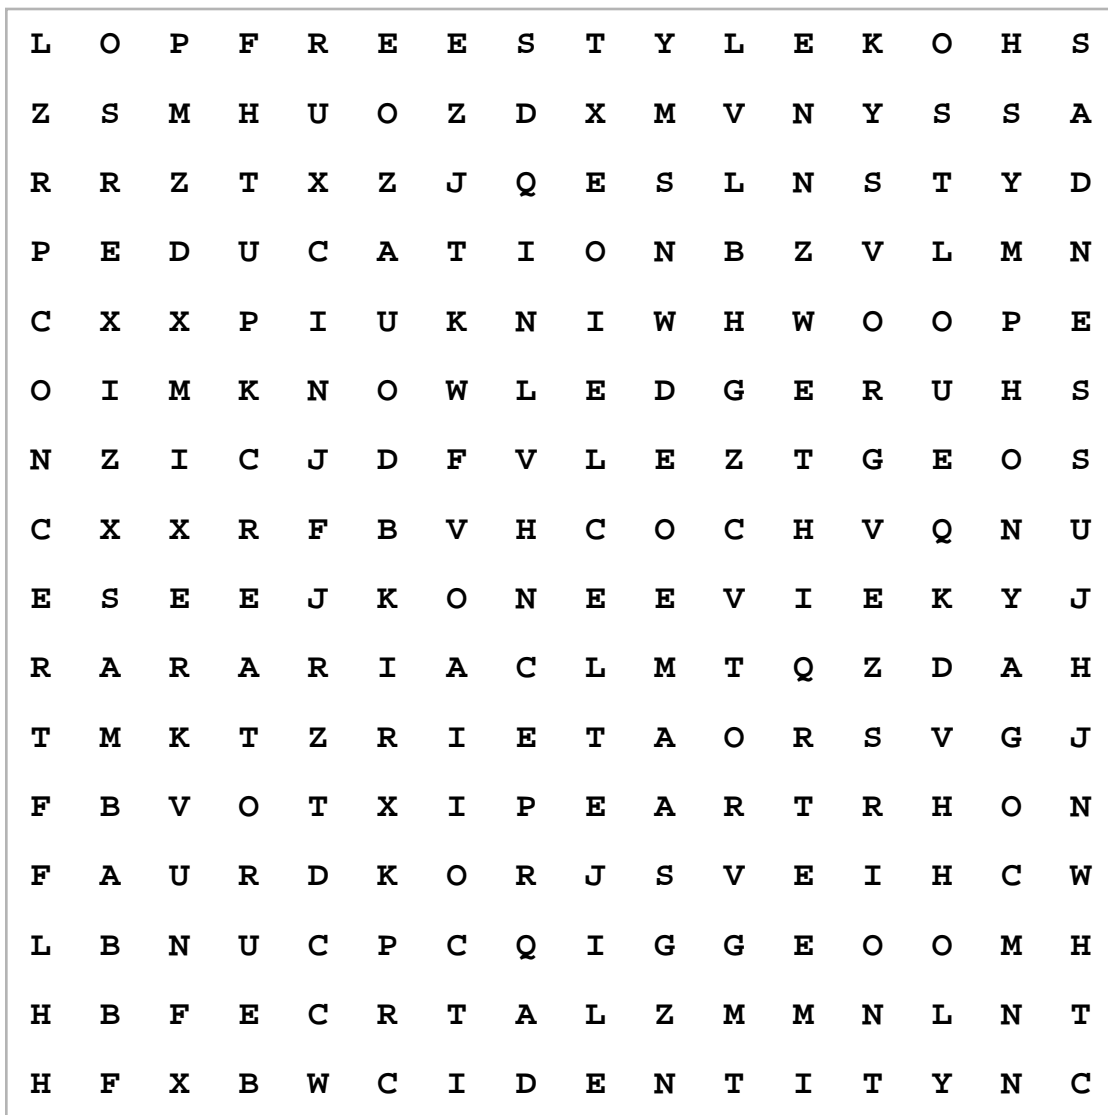 L O P F R E E S T Y L E K O H S
Z S M H U O Z D X M V N Y S S A
R R Z T X Z J Q E S L N S T Y D
P E D U C A T I O N B Z V L M N
C X X P I U K N I W H W O O P E
O I M K N O W L E D G E R U H S
N Z I C J D F V L E Z T G E O S
C X X R F B V H C O C H V Q N U
E S E E J K O N E E V I E K Y J
R A R A R I A C L M T Q Z D A H
T M K T Z R I E T A O R S V G J
F B V O T X I P E A R T R H O N
F A U R D K O R J S V E I H C W
L B N U C P C Q I G G E O O M H
H B F E C R T A L Z M M N L N T
H F X B W C I D E N T I T Y N C